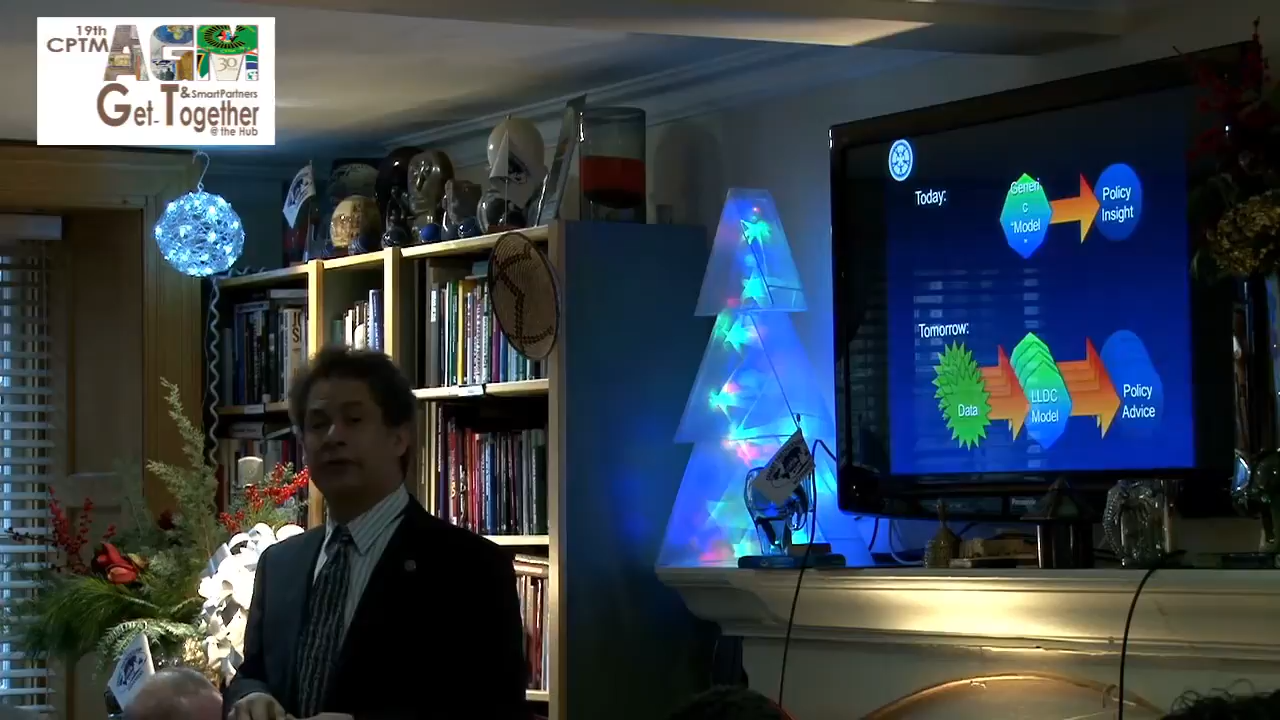 19th
CPTM AGM
30
& SmartPartners
Get-Together
@ the Hub
Today:
Generi
c
"Model
"
Policy
Insight
Tomorrow:
Data
LLDC
Model
Policy
Advice